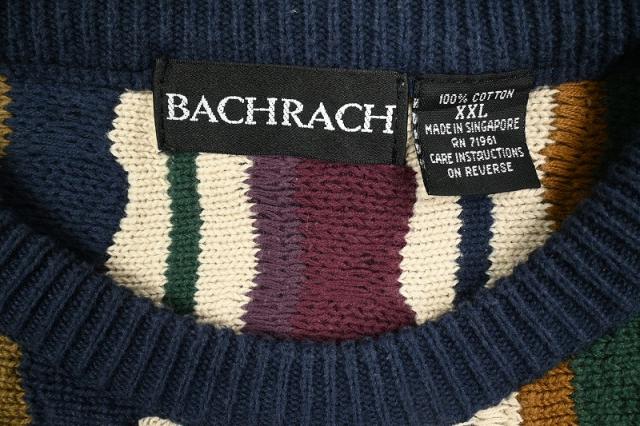 BACHRACH
100% COTTON
XXL
MADE IN SINGAPORE
RN 71961
CARE INSTRUCTIONS
ON REVERSE